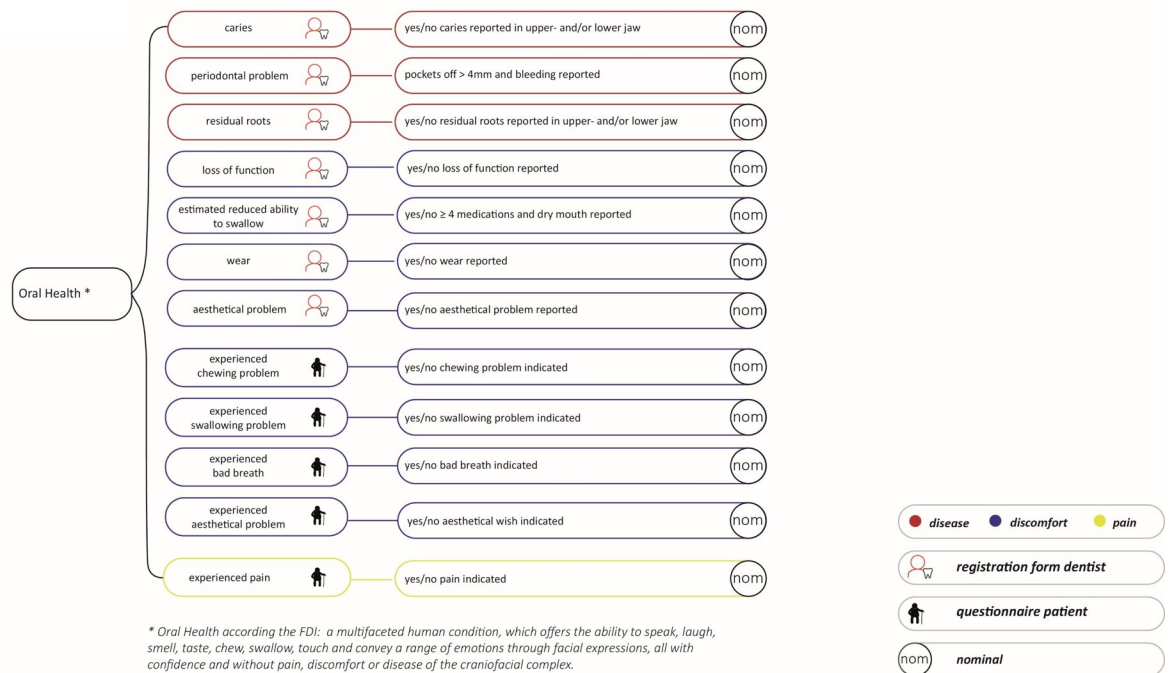 caries
yes/no caries reported in upper- and/or lower jaw
nom
periodontal problem
pockets off > 4mm and bleeding reported
nom
residual roots
yes/no residual roots reported in upper- and/or lower jaw
nom
loss of function
yes/no loss of function reported
nom
estimated reduced ability
to swallow
yes/no ≥ 4 medications and dry mouth reported
nom
wear
yes/no wear reported
nom
Oral Health *
aesthetical problem
yes/no aesthetical problem reported
nom
experienced
chewing problem
yes/no chewing problem indicated
nom
experienced
swallowing problem
yes/no swallowing problem indicated
nom
experienced
bad breath
yes/no bad breath indicated
nom
experienced
aesthetical problem
yes/no aesthetical wish indicated
nom
experienced pain
yes/no pain indicated
nom
* Oral Health according the FDI: a multifaceted human condition, which offers the ability to speak, laugh,
smell, taste, chew, swallow, touch and convey a range of emotions through facial expressions, all with
confidence and without pain, discomfort or disease of the craniofacial complex.
disease discomfort pain
registration form dentist
questionnaire patient
nom nominal